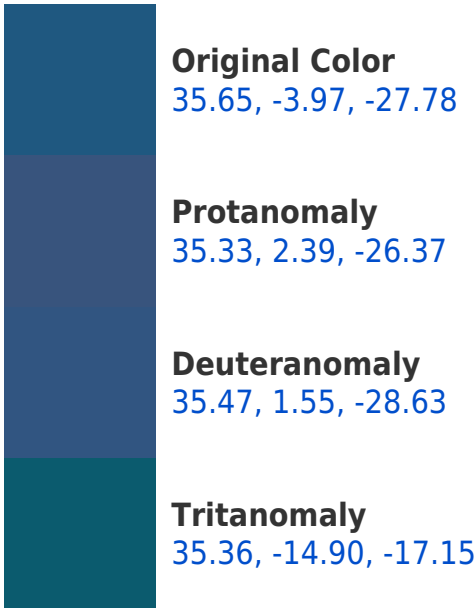 Original Color
35.65, -3.97, -27.78
Protanomaly
35.33, 2.39, -26.37
Deuteranomaly
35.47, 1.55, -28.63
Tritanomaly
35.36, -14.90, -17.15